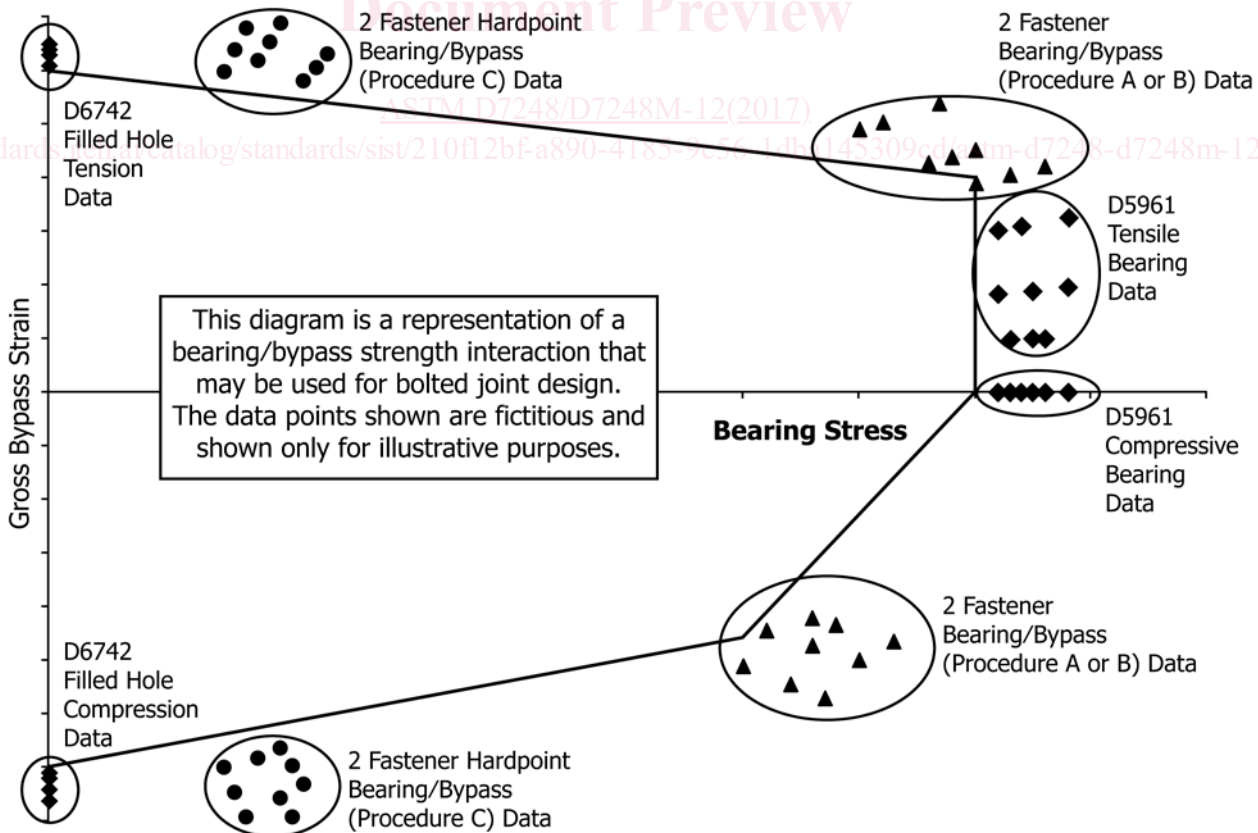 Document Preview
2 Fastener Hardpoint
Bearing/Bypass
(Procedure C) Data
2 Fastener
Bearing/Bypass
(Procedure A or B) Data
ASTM D7248/D7248M-12(2017)
D6742
Filled Hole
Tension
Data
D5961
Tensile
Bearing
Data
Gross Bypass Strain
This diagram is a representation of a
bearing/bypass strength interaction that
may be used for bolted joint design.
The data points shown are fictitious and
shown only for illustrative purposes.
Bearing Stress
D5961
Compressive
Bearing
Data
2 Fastener
Bearing/Bypass
(Procedure A or B) Data
D6742
Filled Hole
Compression
Data
2 Fastener Hardpoint
Bearing/Bypass
(Procedure C) Data